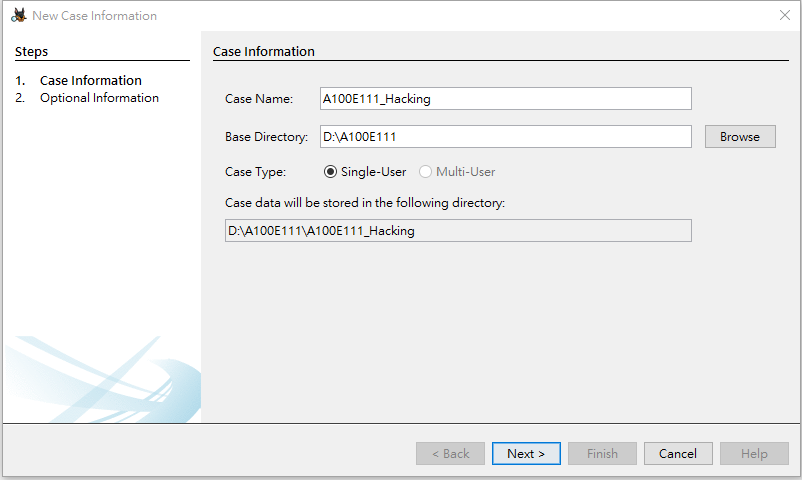 New Case Information
Steps
1. Case Information
2. Optional Information
Case Information
Case Name: A100E111_Hacking
Base Directory: D:\A100E111 Browse
Case Type: Single-User Multi-User
Case data will be stored in the following directory:
D:\A100E111\A100E111_Hacking
< Back Next > Finish Cancel Help